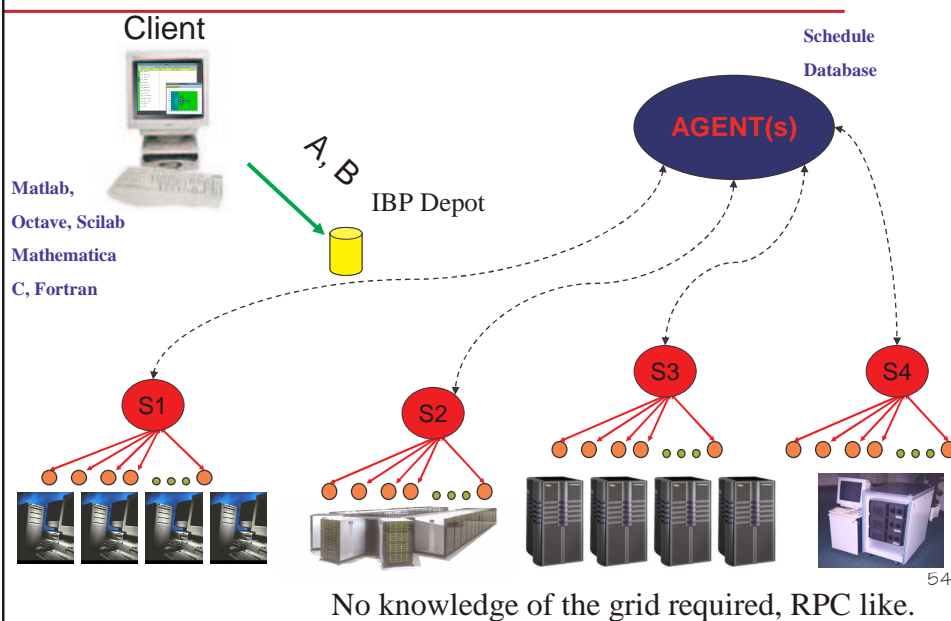 Client
Schedule
Database
AGENT(s)
A, B
IBP Depot
Matlab,
Octave, Scilab
Mathematica
C, Fortran
S1
S2
S3
S4
54
No knowledge of the grid required, RPC like.